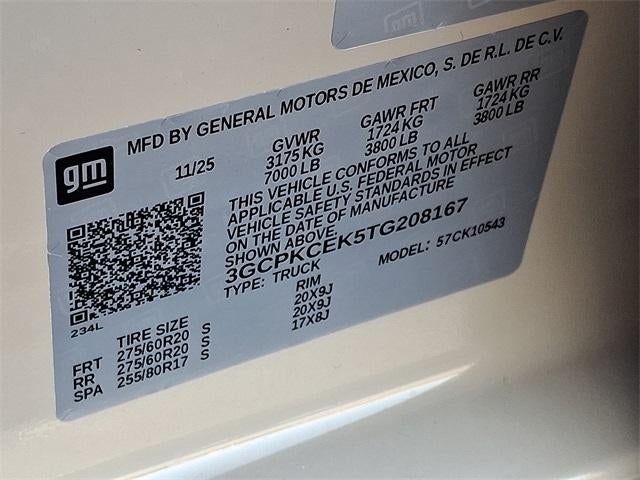 MFD BY GENERAL MOTORS DE MEXICO, S. DE R.L. DE C.V.
gm
11/25
GVWR
3175 KG
7000 LB
GAWR FRT
1724 KG
3800 LB
GAWR RR
1724 KG
3800 LB
THIS VEHICLE CONFORMS TO ALL
APPLICABLE U.S. FEDERAL MOTOR
VEHICLE SAFETY STANDARDS IN EFFECT
ON THE DATE OF MANUFACTURE
SHOWN ABOVE.
3GCPKCEK5TG208167
TYPE: TRUCK MODEL: 57CK10543
234L
TIRE SIZE RIM
FRT 275/60R20 S 20X9J
RR 275/60R20 S 20X9J
SPA 255/80R17 S 17X8J